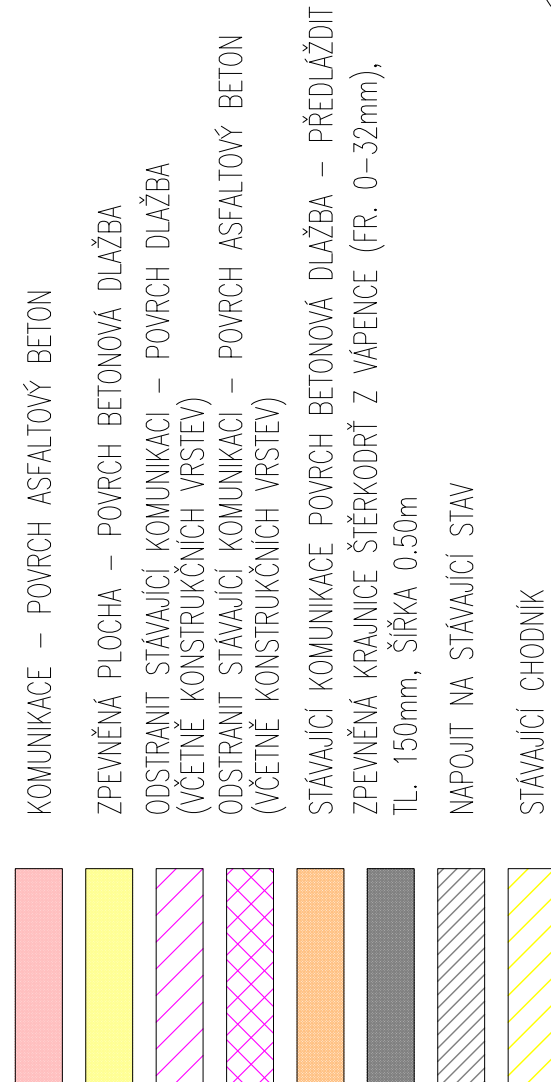 KOMUNIKACE – POVRCH ASFALTOVÝ BETON
ZPEVNĚNÁ PLOCHA – POVRCH BETONOVÁ DLAŽBA
ODSTRANIT STÁVAJÍCÍ KOMUNIKACI – POVRCH DLAŽBA
(VČETNĚ KONSTRUKČNÍCH VRSTEV)
ODSTRANIT STÁVAJÍCÍ KOMUNIKACI – POVRCH ASFALTOVÝ BETON
(VČETNĚ KONSTRUKČNÍCH VRSTEV)
STÁVAJÍCÍ KOMUNIKACE POVRCH BETONOVÁ DLAŽBA – PŘEDLÁŽDIT
ZPEVNĚNÁ KRAJNICE ŠTĚRKODRŤ Z VÁPENCE (FR. 0–32mm),
TL. 150mm, ŠÍŘKA 0.50m
NAPOJIT NA STÁVAJÍCÍ STAV
STÁVAJÍCÍ CHODNÍK